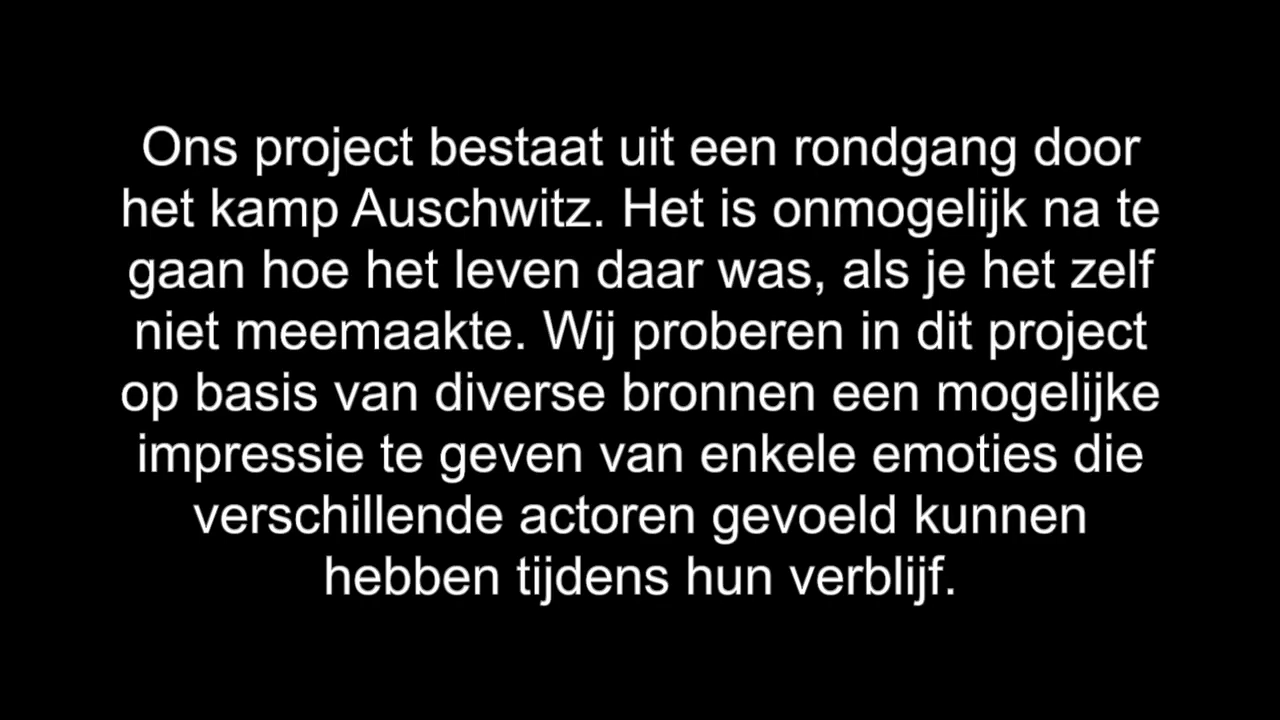 Ons project bestaat uit een rondgang door
het kamp Auschwitz. Het is onmogelijk na te
gaan hoe het leven daar was, als je het zelf
niet meemaakte. Wij proberen in dit project
op basis van diverse bronnen een mogelijke
impressie te geven van enkele emoties die
verschillende actoren gevoeld kunnen
hebben tijdens hun verblijf.